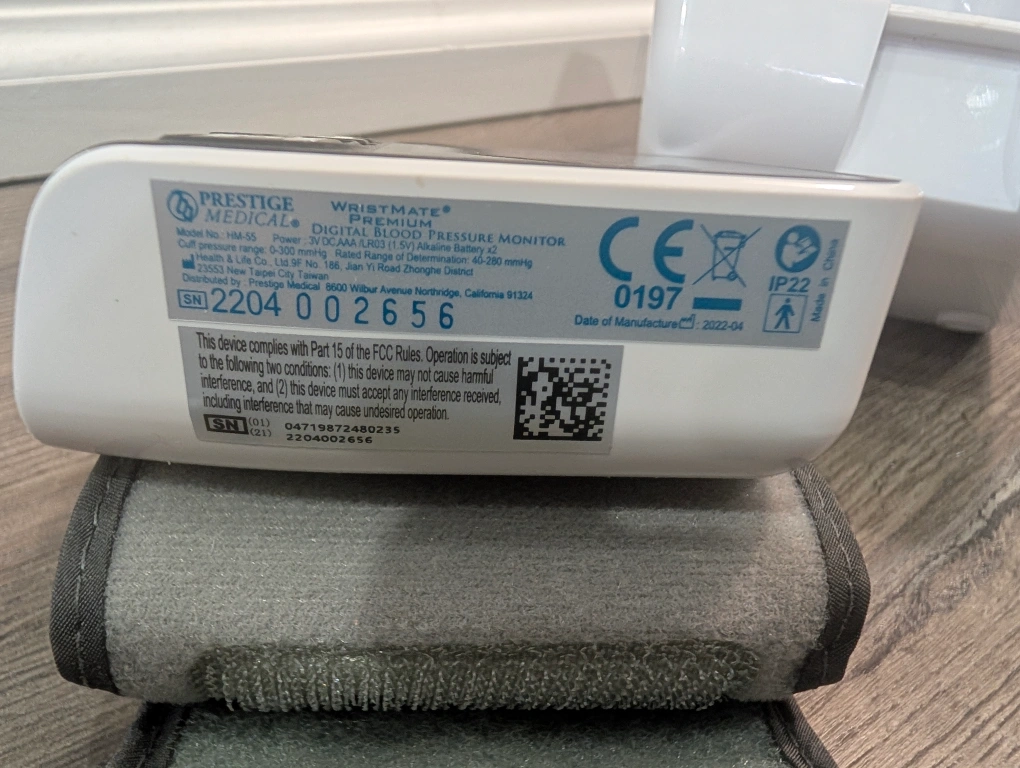 PRESTIGE MEDICAL®
WRISTMATE® PREMIUM
DIGITAL BLOOD PRESSURE MONITOR
Model No.: HM-55 Power : 3V DC,AAA /LR03 (1.5V) Alkaline Battery x2
Cuff pressure range: 0-300 mmHg Rated Range of Determination: 40-280 mmHg
Health & Life Co., Ltd.9F No. 186, Jian Yi Road Zhonghe District
23553 New Taipei City Taiwan
Distributed by : Prestige Medical 8600 Wilbur Avenue Northridge, California 91324
SN 2204 002656
CE
0197
IP22
Date of Manufacture : 2022-04
Made in China
This device complies with Part 15 of the FCC Rules. Operation is subject
to the following two conditions: (1) this device may not cause harmful
interference, and (2) this device must accept any interference received,
including interference that may cause undesired operation.
SN (01) 04719872480235
(21) 2204002656